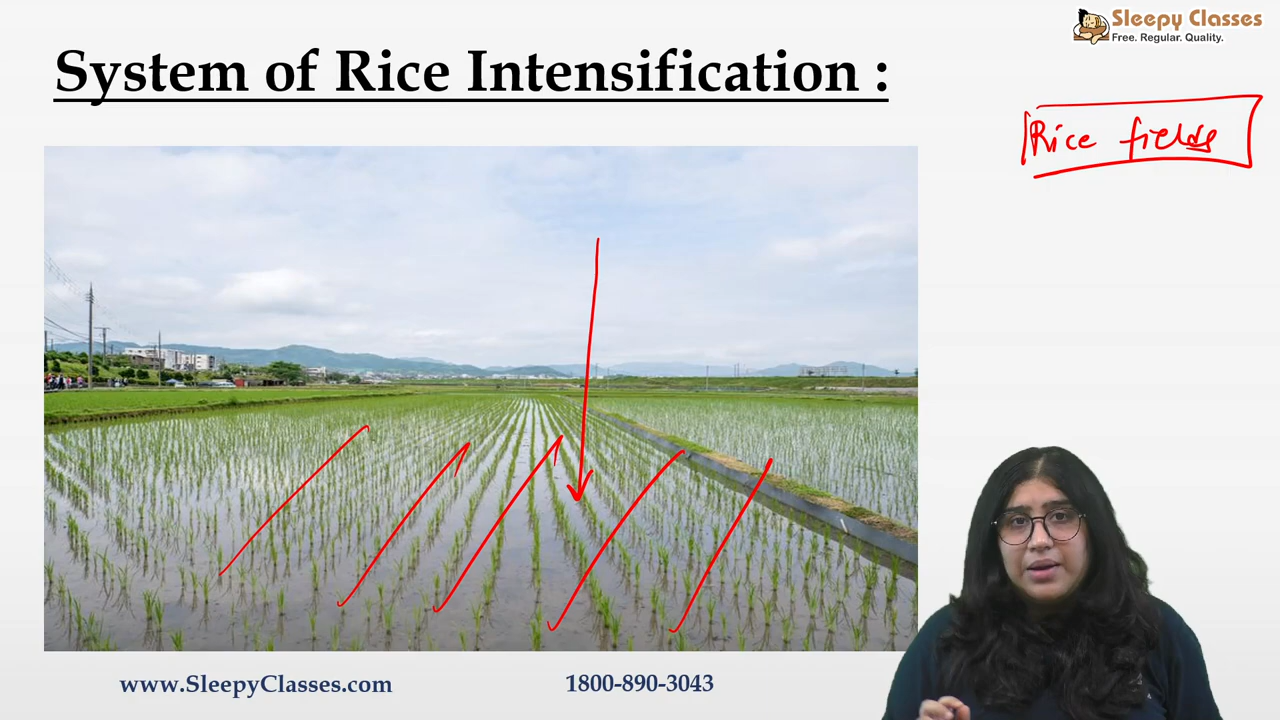 Sleepy Classes
Free. Regular. Quality.
System of Rice Intensification :
Rice fields
www.SleepyClasses.com
1800-890-3043